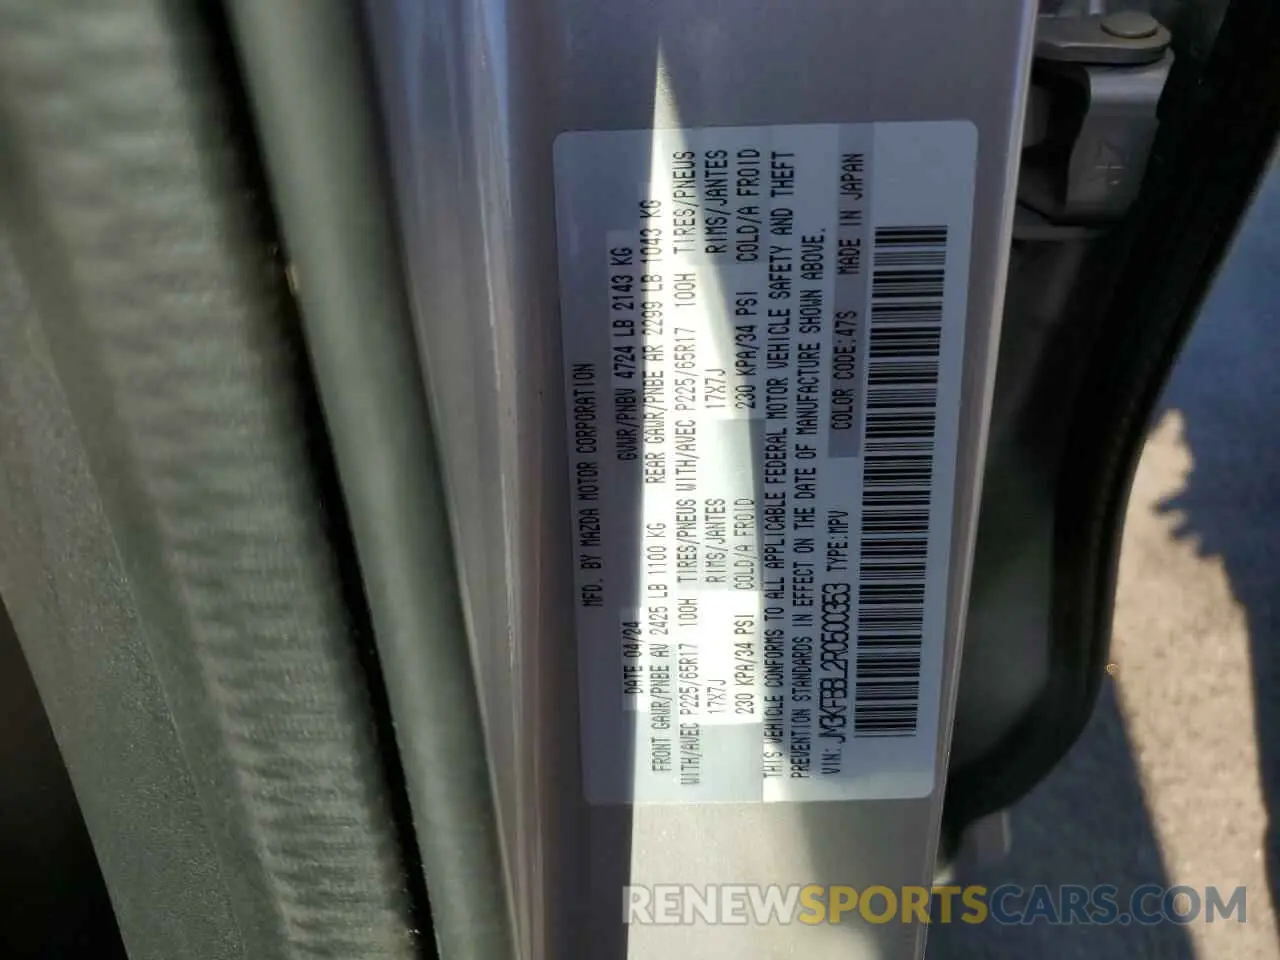 MFD. BY MAZDA MOTOR CORPORATION
DATE 04/24 GVWR/PNBV 4724 LB 2143 KG
FRONT GAWR/PNBE AV 2425 LB 1100 KG REAR GAWR/PNBE AR 2299 LB 1043 KG
WITH/AVEC P225/65R17 100H TIRES/PNEUS WITH/AVEC P225/65R17 100H TIRES/PNEUS
17X7J RIMS/JANTES 17X7J RIMS/JANTES
230 KPA/34 PSI COLD/A FROID 230 KPA/34 PSI COLD/A FROID
THIS VEHICLE CONFORMS TO ALL APPLICABLE FEDERAL MOTOR VEHICLE SAFETY AND THEFT
PREVENTION STANDARDS IN EFFECT ON THE DATE OF MANUFACTURE SHOWN ABOVE.
VIN: JM3KFBBL2R0500353 TYPE:MPV COLOR CODE:47S MADE IN JAPAN
RENEWSPORTSCARS.COM